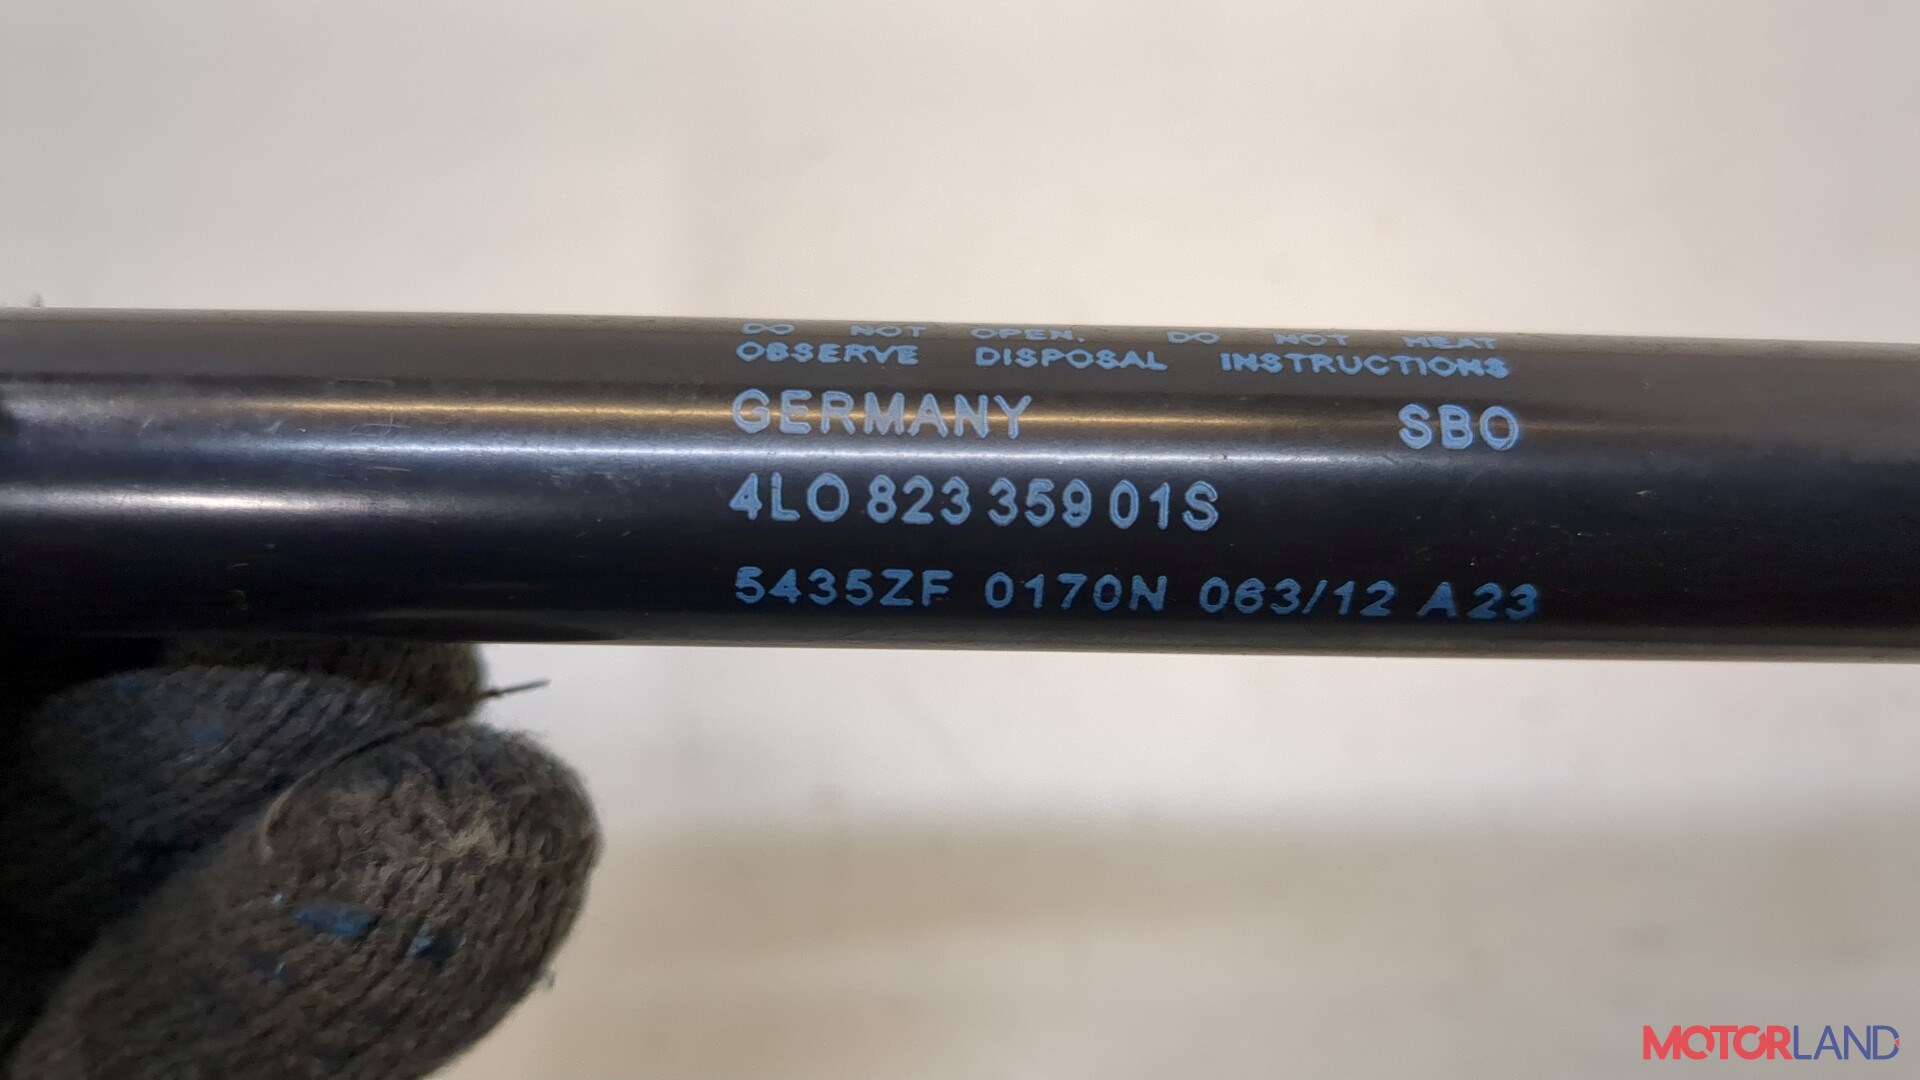 DO NOT OPEN. DO NOT HEAT
OBSERVE DISPOSAL INSTRUCTIONS
GERMANY SBO
4L0 823 359 01S
5435ZF 0170N 063/12 A23
MOTORLAND